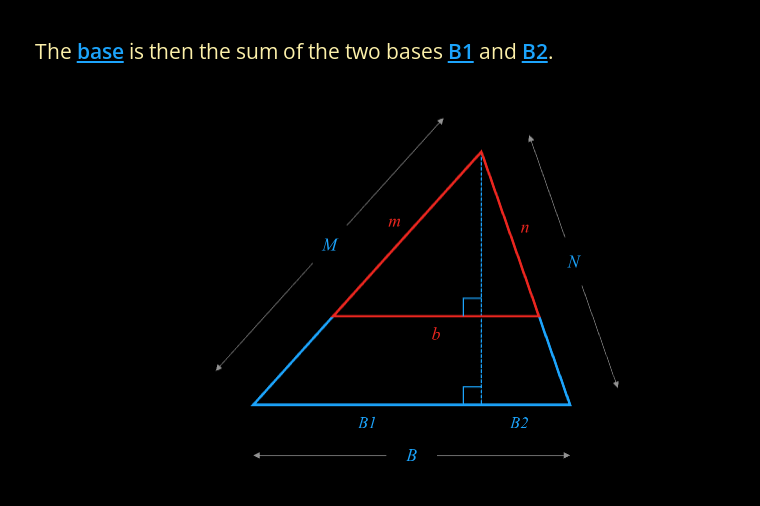 The base is then the sum of the two bases B1 and B2.
m
n
M
N
b
B1
B2
B